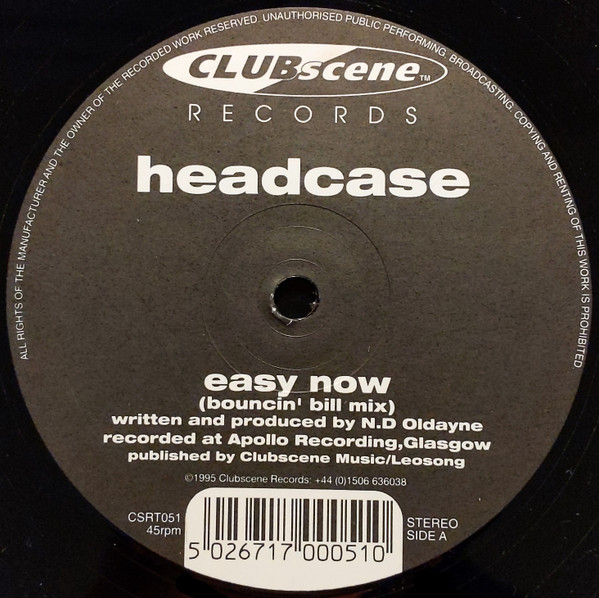 ALL RIGHTS OF THE MANUFACTURER AND THE OWNER OF THE RECORDED WORK RESERVED. UNAUTHORISED PUBLIC PERFORMING. BROADCASTING. COPYING AND RENTING OF THIS WORK IS PROHIBITED
CLUBscene TM
RECORDS
headcase
easy now
(bouncin' bill mix)
written and produced by N.D Oldayne
recorded at Apollo Recording,Glasgow
published by Clubscene Music/Leosong
©1995 Clubscene Records: +44 (0)1506 636038
CSRT051
45rpm
STEREO
SIDE A
5 026717 000510